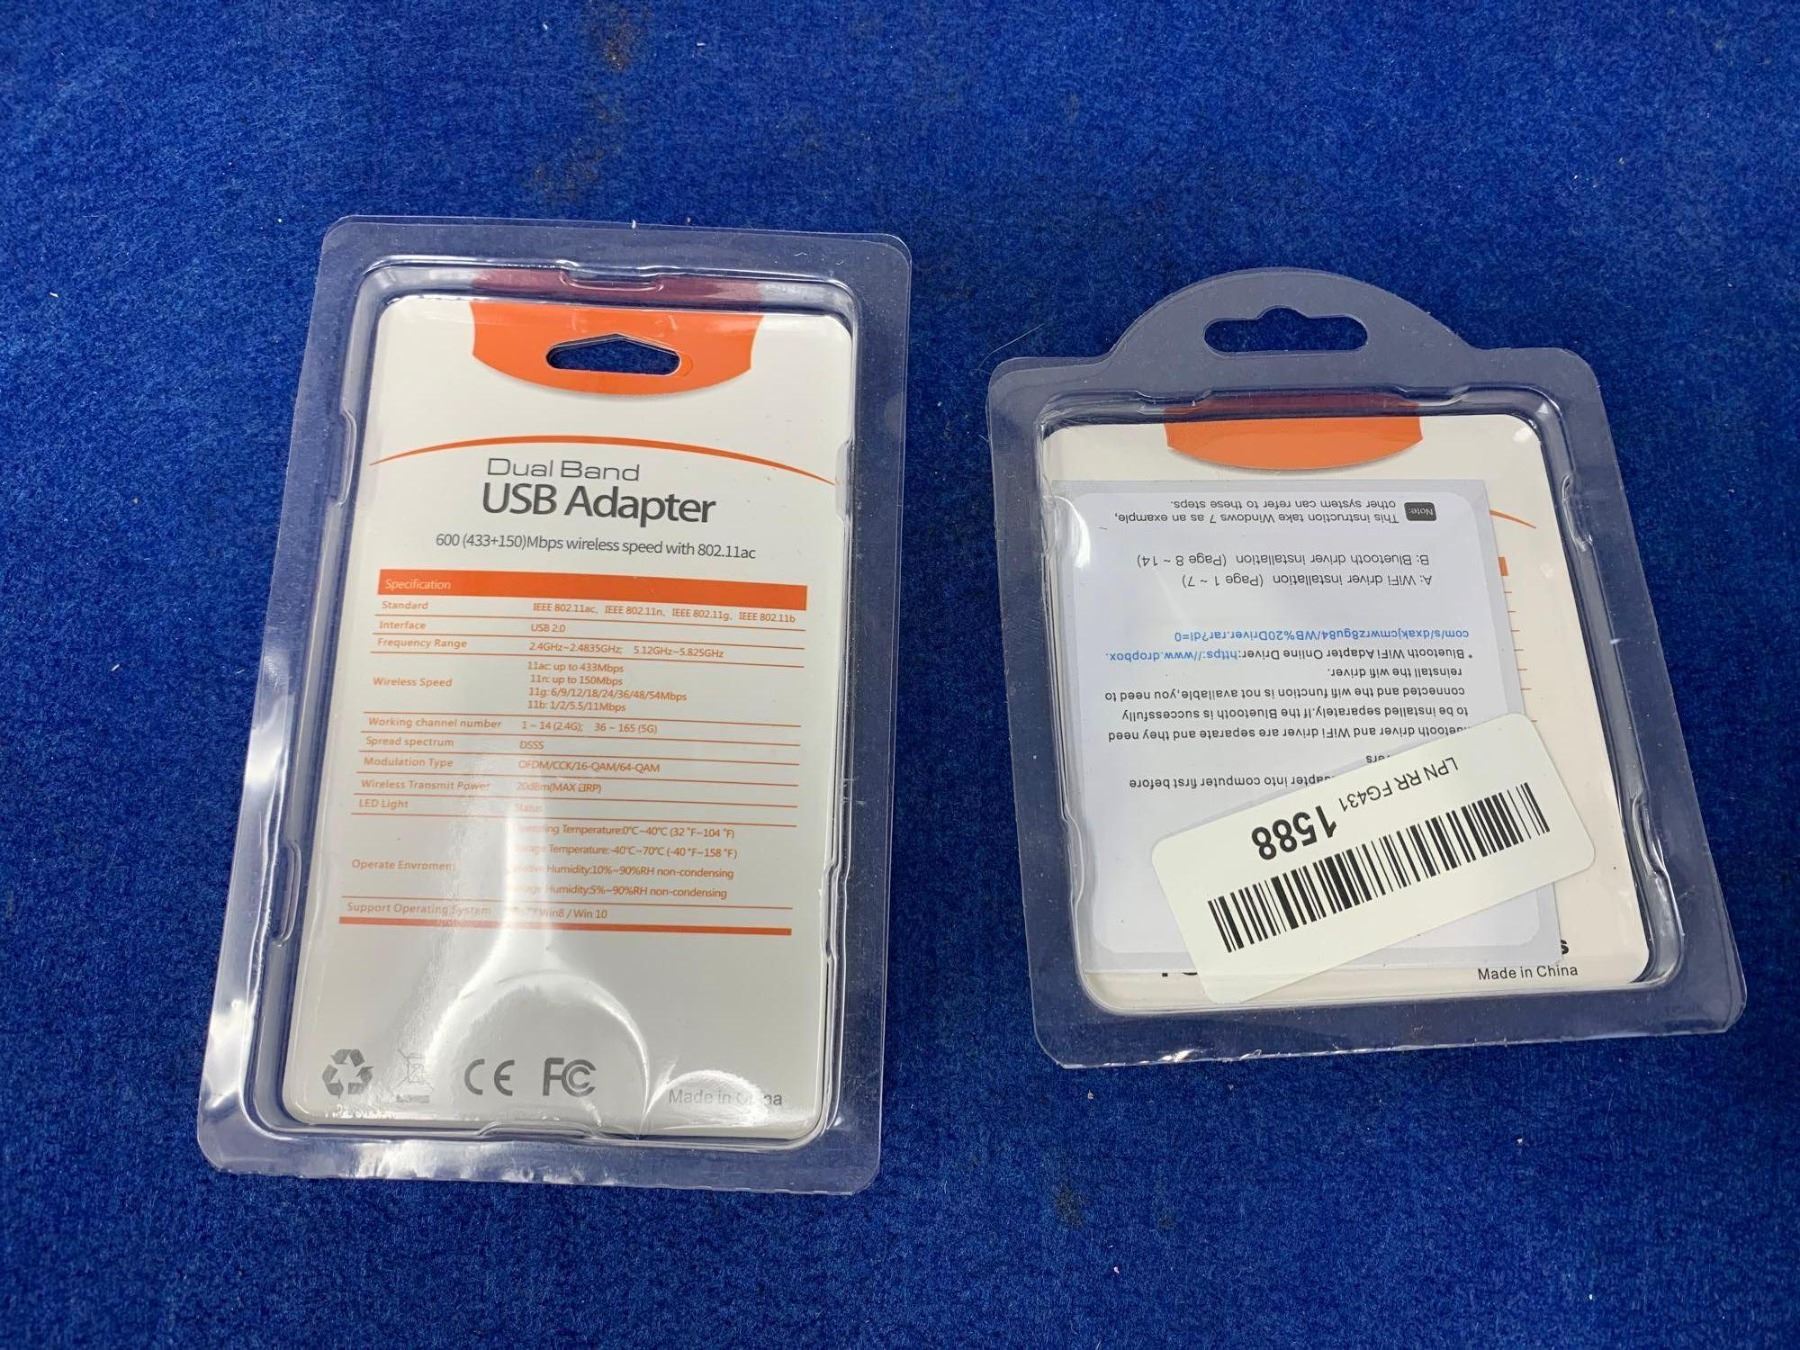 Dual Band
USB Adapter
600 (433+150)Mbps wireless speed with 802.11ac
Specification
Standard IEEE 802.11ac、IEEE 802.11n、IEEE 802.11g、IEEE 802.11b
Interface USB 2.0
Frequency Range 2.4GHz~2.4835GHz; 5.12GHz~5.825GHz
Wireless Speed
11ac: up to 433Mbps
11n: up to 150Mbps
11g: 6/9/12/18/24/36/48/54Mbps
11b: 1/2/5.5/11Mbps
Working channel number 1 ~ 14 (2.4G); 36 ~ 165 (5G)
Spread spectrum DSSS
Modulation Type OFDM/CCK/16-QAM/64-QAM
Wireless Transmit Power 20dBm(MAX EIRP)
LED Light Status
Operate Enviroment
Temperature:0℃~40℃ (32 ℉~104 ℉)
Temperature:-40℃~70℃ (-40 ℉~158 ℉)
Humidity:10%~90%RH non-condensing
Humidity:5%~90%RH non-condensing
Support Operating System Win8 / Win 10
CE FC
Made in China
adapter into computer first before
Bluetooth driver and WiFi driver are separate and they need
to be installed separately.If the Bluetooth is successfully
connected and the wifi function is not available,you need to
reinstall the wifi driver.
* Bluetooth WiFi Adapter Online Driver:https://www.dropbox.
com/s/dxakjcmwrz8gu84/WB%20Driver.rar?dl=0
A: WiFi driver installation (Page 1 ~ 7)
B: Bluetooth driver installation (Page 8 ~ 14)
Note: This instruction take Windows 7 as an example,
other system can refer to these steps.
LPN RR FG431 1588
Made in China